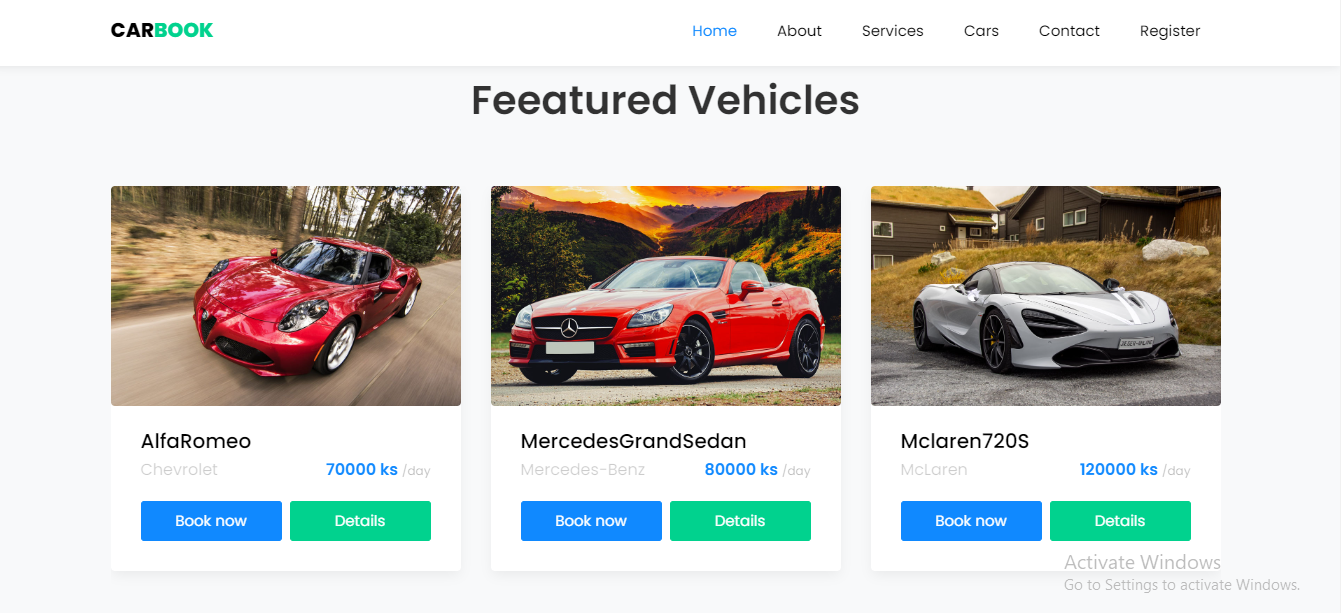 CARBOOK
Home About Services Cars Contact Register
Feeatured Vehicles
AlfaRomeo
Chevrolet 70000 ks /day
Book now Details
MercedesGrandSedan
Mercedes-Benz 80000 ks /day
Book now Details
Mclaren720S
McLaren 120000 ks /day
Book now Details
Activate Windows
Go to Settings to activate Windows.